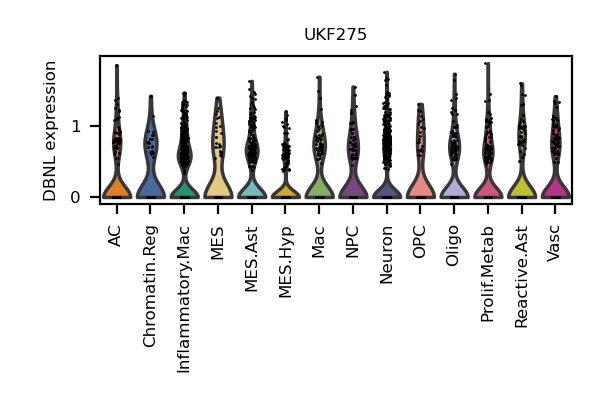 UKF275
DBNL expression
1
0
AC
Chromatin.Reg
Inflammatory.Mac
MES
MES.Ast
MES.Hyp
Mac
NPC
Neuron
OPC
Oligo
Prolif.Metab
Reactive.Ast
Vasc